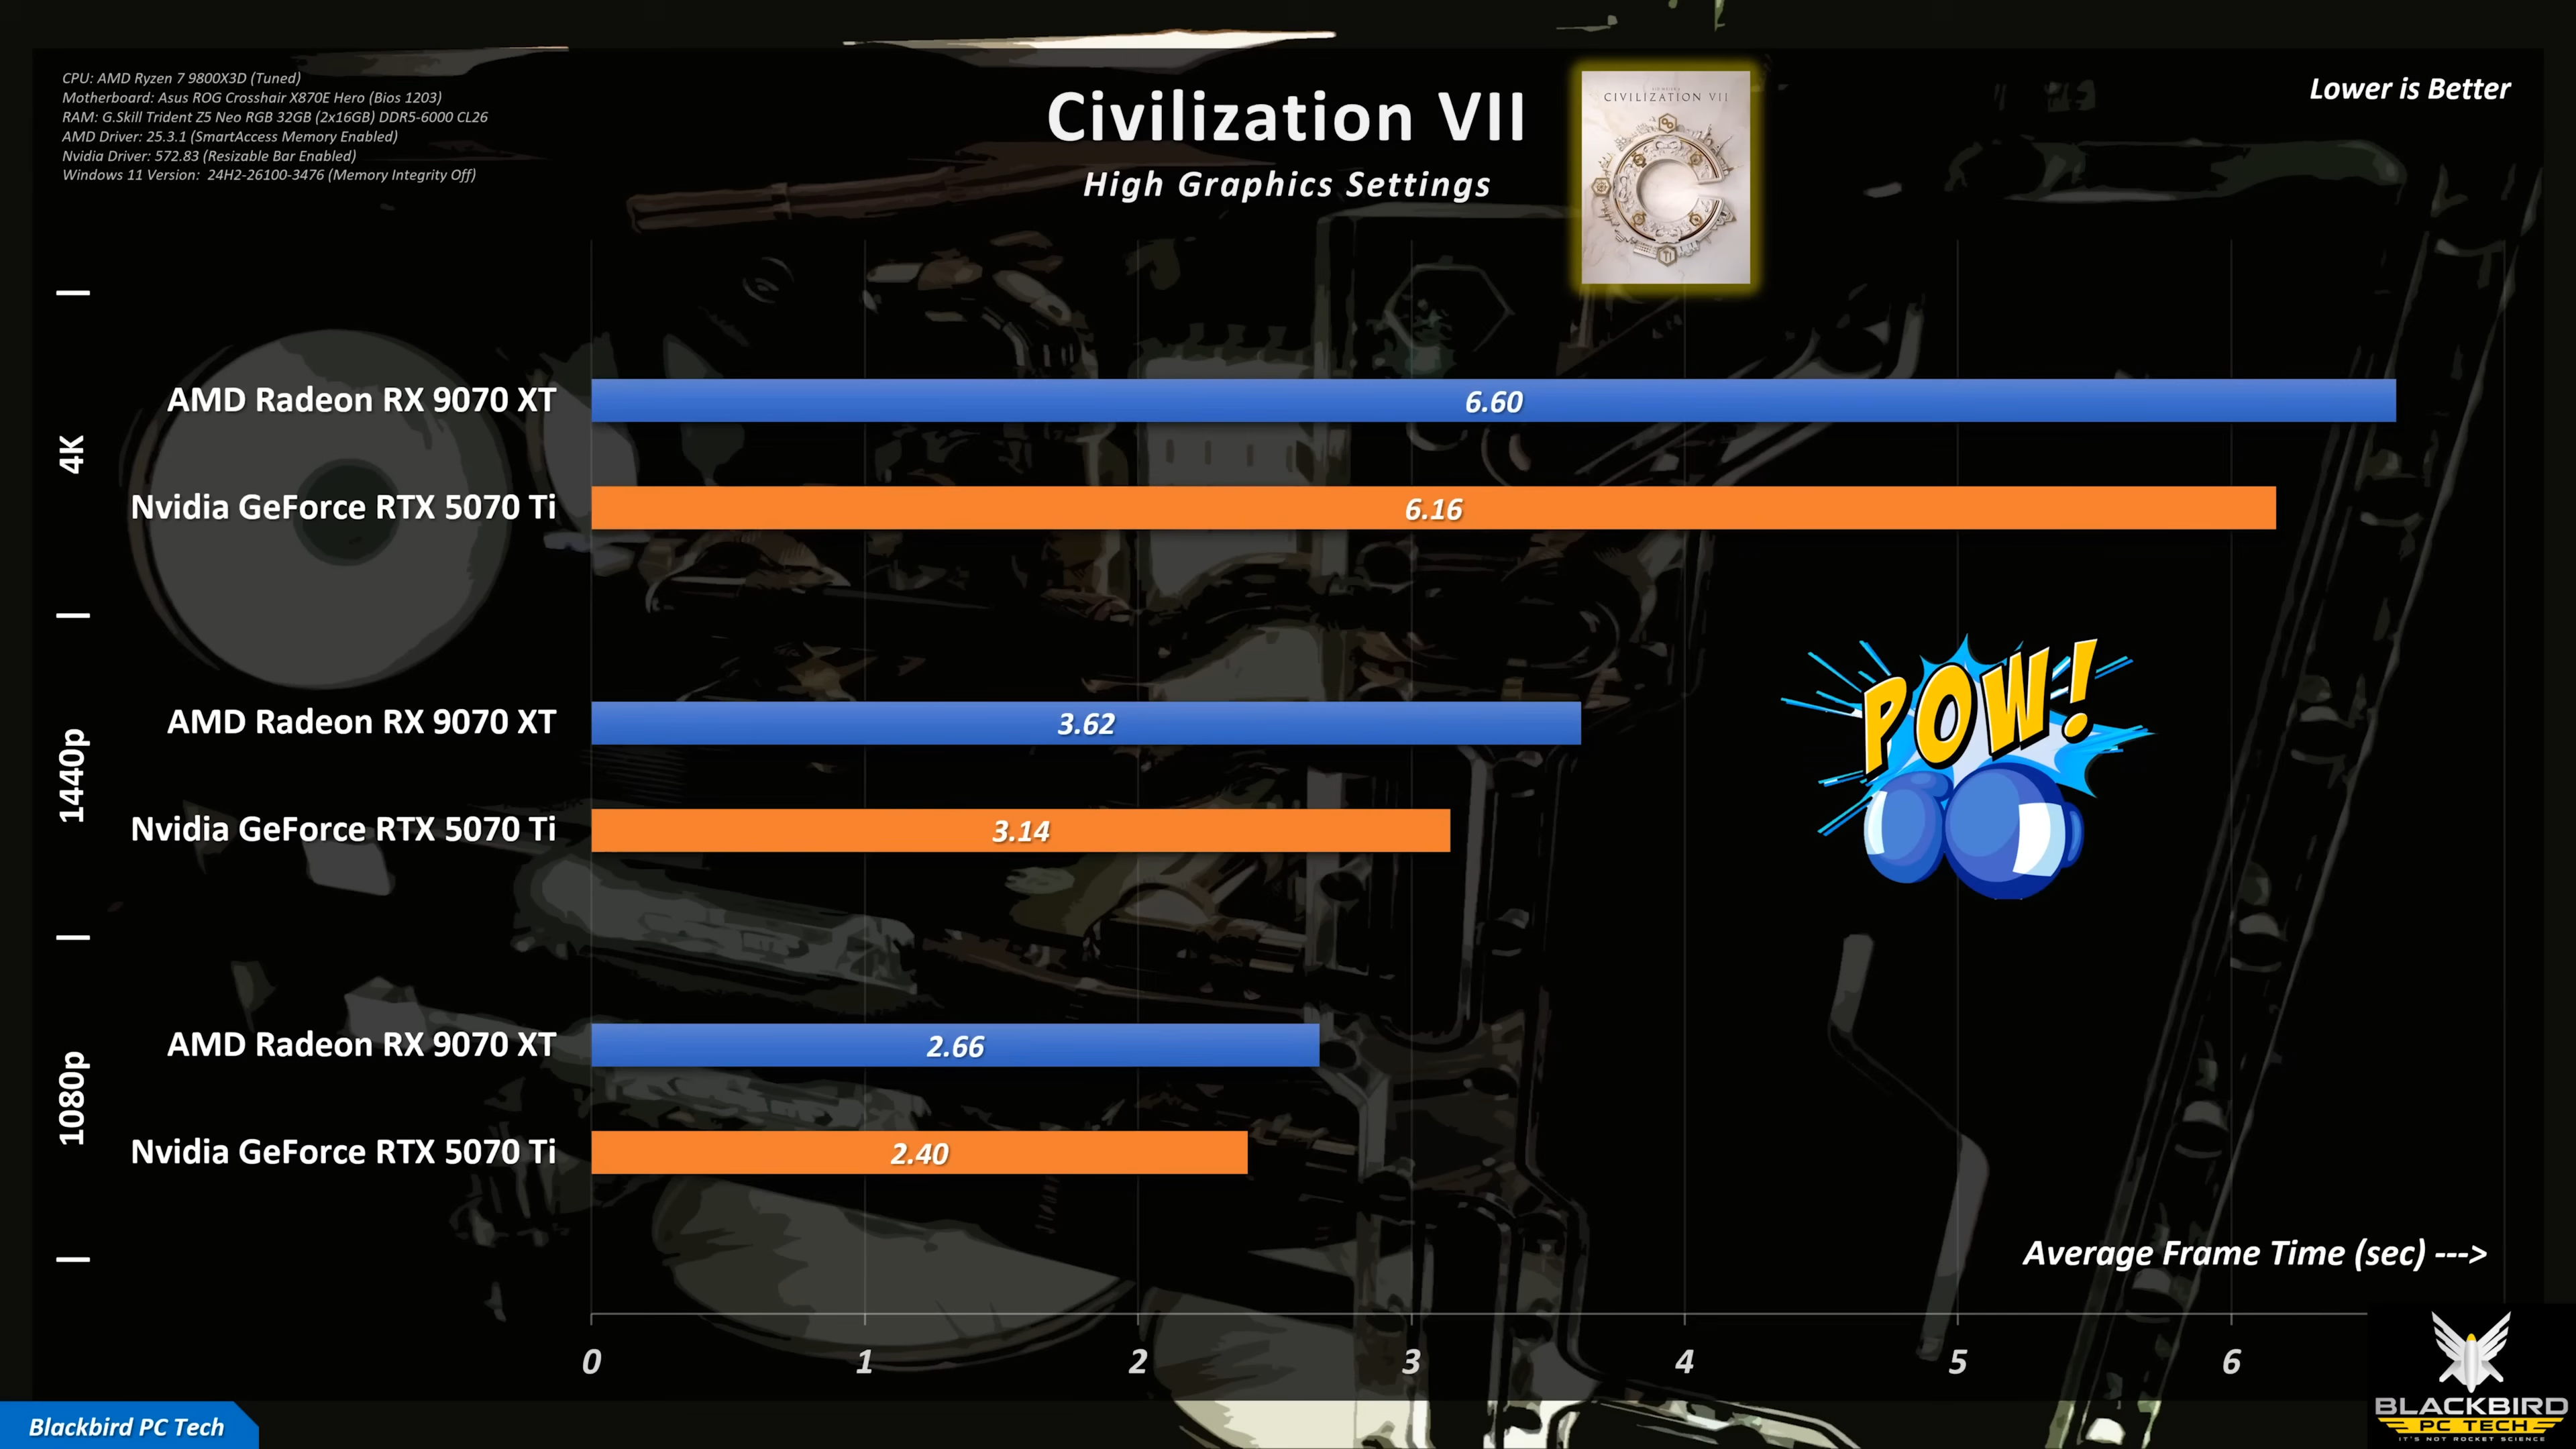 CPU: AMD Ryzen 7 9800X3D (Tuned)
Motherboard: Asus ROG Crosshair X870E Hero (Bios 1203)
RAM: G.Skill Trident Z5 Neo RGB 32GB (2x16GB) DDR5-6000 CL26
AMD Driver: 25.3.1 (SmartAccess Memory Enabled)
Nvidia Driver: 572.83 (Resizable Bar Enabled)
Windows 11 Version:  24H2-26100-3476 (Memory Integrity Off)
Civilization VII
High Graphics Settings
CIVILIZATION VII
Lower is Better
4K
AMD Radeon RX 9070 XT
6.60
Nvidia GeForce RTX 5070 Ti
6.16
1440p
AMD Radeon RX 9070 XT
3.62
Nvidia GeForce RTX 5070 Ti
3.14
POW!
1080p
AMD Radeon RX 9070 XT
2.66
Nvidia GeForce RTX 5070 Ti
2.40
Average Frame Time (sec) --->
0 1 2 3 4 5 6
Blackbird PC Tech
BLACKBIRD
PC TECH
IT'S NOT ROCKET SCIENCE